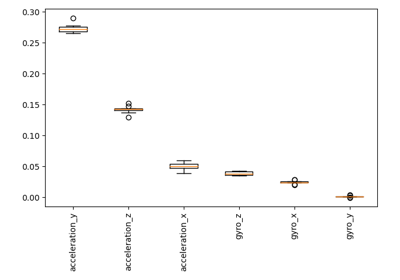 0.30
0.25
0.20
0.15
0.10
0.05
0.00
acceleration_y
acceleration_z
acceleration_x
gyro_z
gyro_x
gyro_y